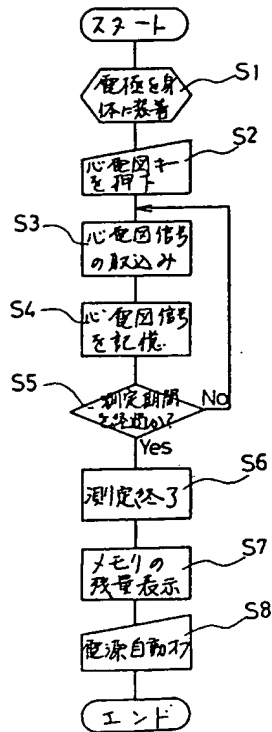 スタート
S1
電極を身
体に装着
S2
心電図キー
を押下
S3
心電図信号
の取込み
S4
心電図信号
を記憶
S5
測定期間
を経過か?
No
Yes
S6
測定終了
S7
メモリの
残量表示
S8
電源自動オフ
エンド